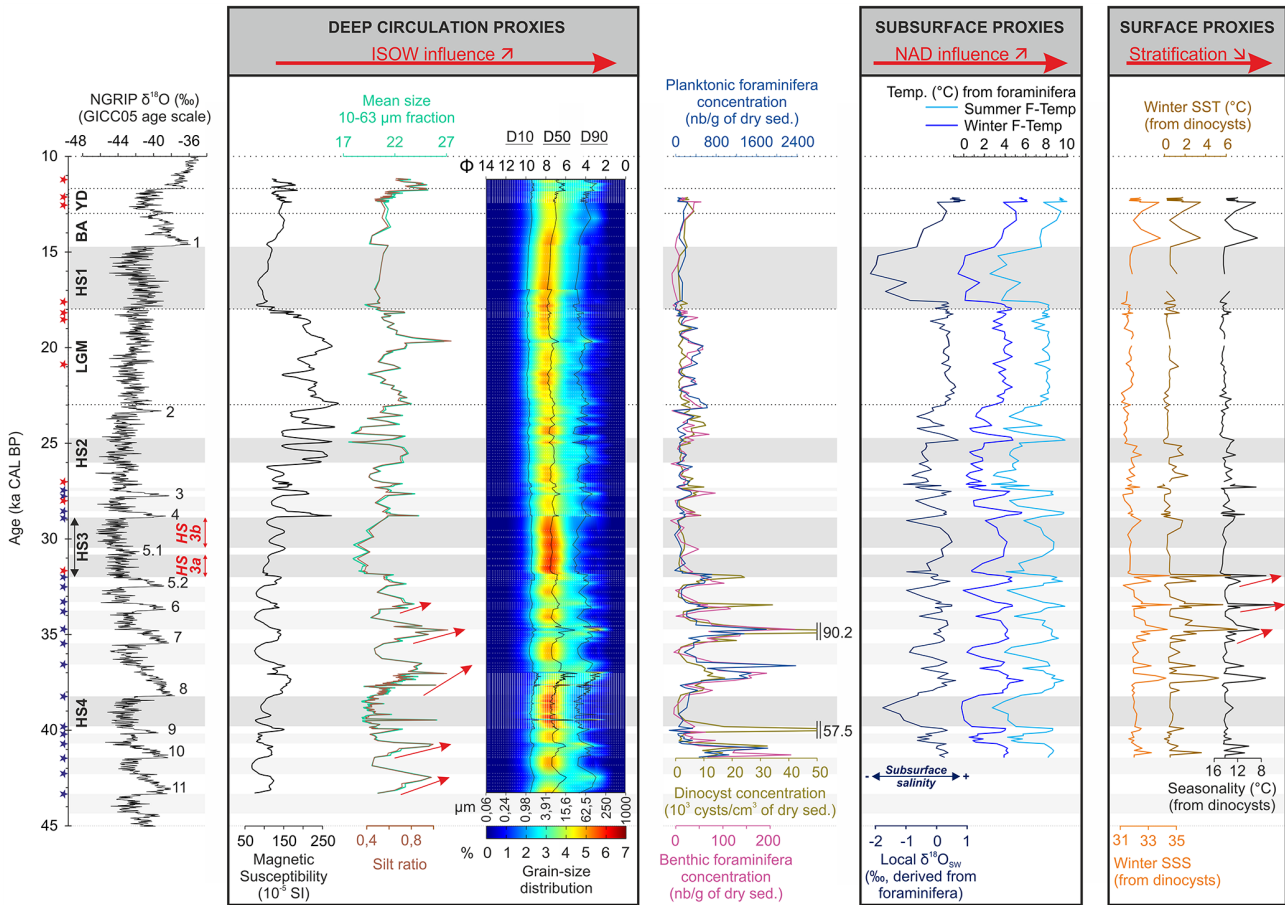 DEEP CIRCULATION PROXIES
ISOW influence ↗
SUBSURFACE PROXIES
NAD influence ↗
SURFACE PROXIES
Stratification ↘
NGRIP δ¹⁸O (‰)
(GICC05 age scale)
-48 -44 -40 -36
Mean size
10-63 µm fraction
17 22 27
D10 D50 D90
Φ 14 12 10 8 6 4 2 0
Planktonic foraminifera
concentration
(nb/g of dry sed.)
0 800 1600 2400
Temp. (°C) from foraminifera
Summer F-Temp
Winter F-Temp
0 2 4 6 8 10
Winter SST (°C)
(from dinocysts)
0 2 4 6
Age (ka CAL BP)
10
15
20
25
30
35
40
45
YD
BA
HS1
LGM
HS2
HS3
HS4
HS
3b
HS
3a
1
2
3
4
5.1
5.2
6
7
8
9
10
11
90.2
57.5
µm 0.06 0.24 0,98 3.91 15,6 62,5 250 1000
% 0 1 2 3 4 5 6 7
Grain-size
distribution
50 150 250
Magnetic
Susceptibility
(10⁻⁵ SI)
0,4 0,8
Silt ratio
0 10 20 30 40 50
Dinocyst concentration
(10³ cysts/cm³ of dry sed.)
0 100 200
Benthic foraminifera
concentration
(nb/g of dry sed.)
- Subsurface +
salinity
-2 -1 0 1
Local δ¹⁸Osw
(‰, derived from
foraminifera)
16 12 8
Seasonality (°C)
(from dinocysts)
31 33 35
Winter SSS
(from dinocysts)